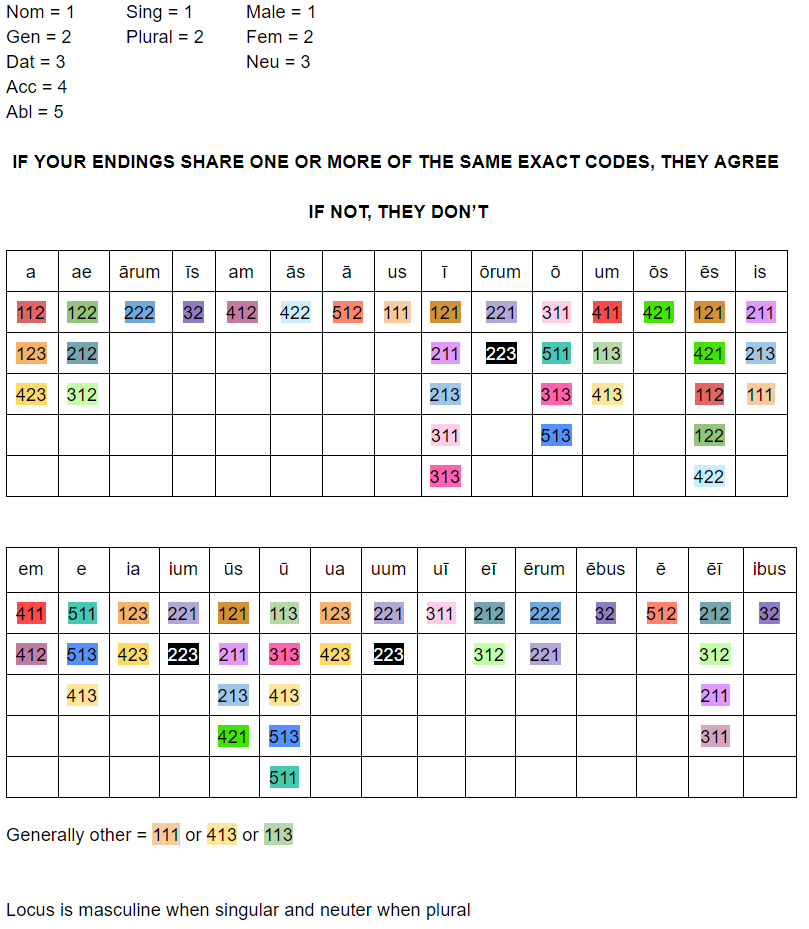 Nom = 1 Sing = 1 Male = 1
Gen = 2 Plural = 2 Fem = 2
Dat = 3 Neu = 3
Acc = 4
Abl = 5
IF YOUR ENDINGS SHARE ONE OR MORE OF THE SAME EXACT CODES, THEY AGREE
IF NOT, THEY DON'T
a ae ārum īs am ās ā us ī ōrum ō um ōs ēs is
112 122 222 32 412 422 512 111 121 221 311 411 421 121 211
123 212 211 223 511 113 421 213
423 312 213 313 413 112 111
311 513 122
313 422
em e ia ium ūs ū ua uum uī eī ērum ēbus ē ēī ibus
411 511 123 221 121 113 123 221 311 212 222 32 512 212 32
412 513 423 223 211 313 423 223 312 221 312
413 213 413 211
421 513 311
511
Generally other = 111 or 413 or 113
Locus is masculine when singular and neuter when plural